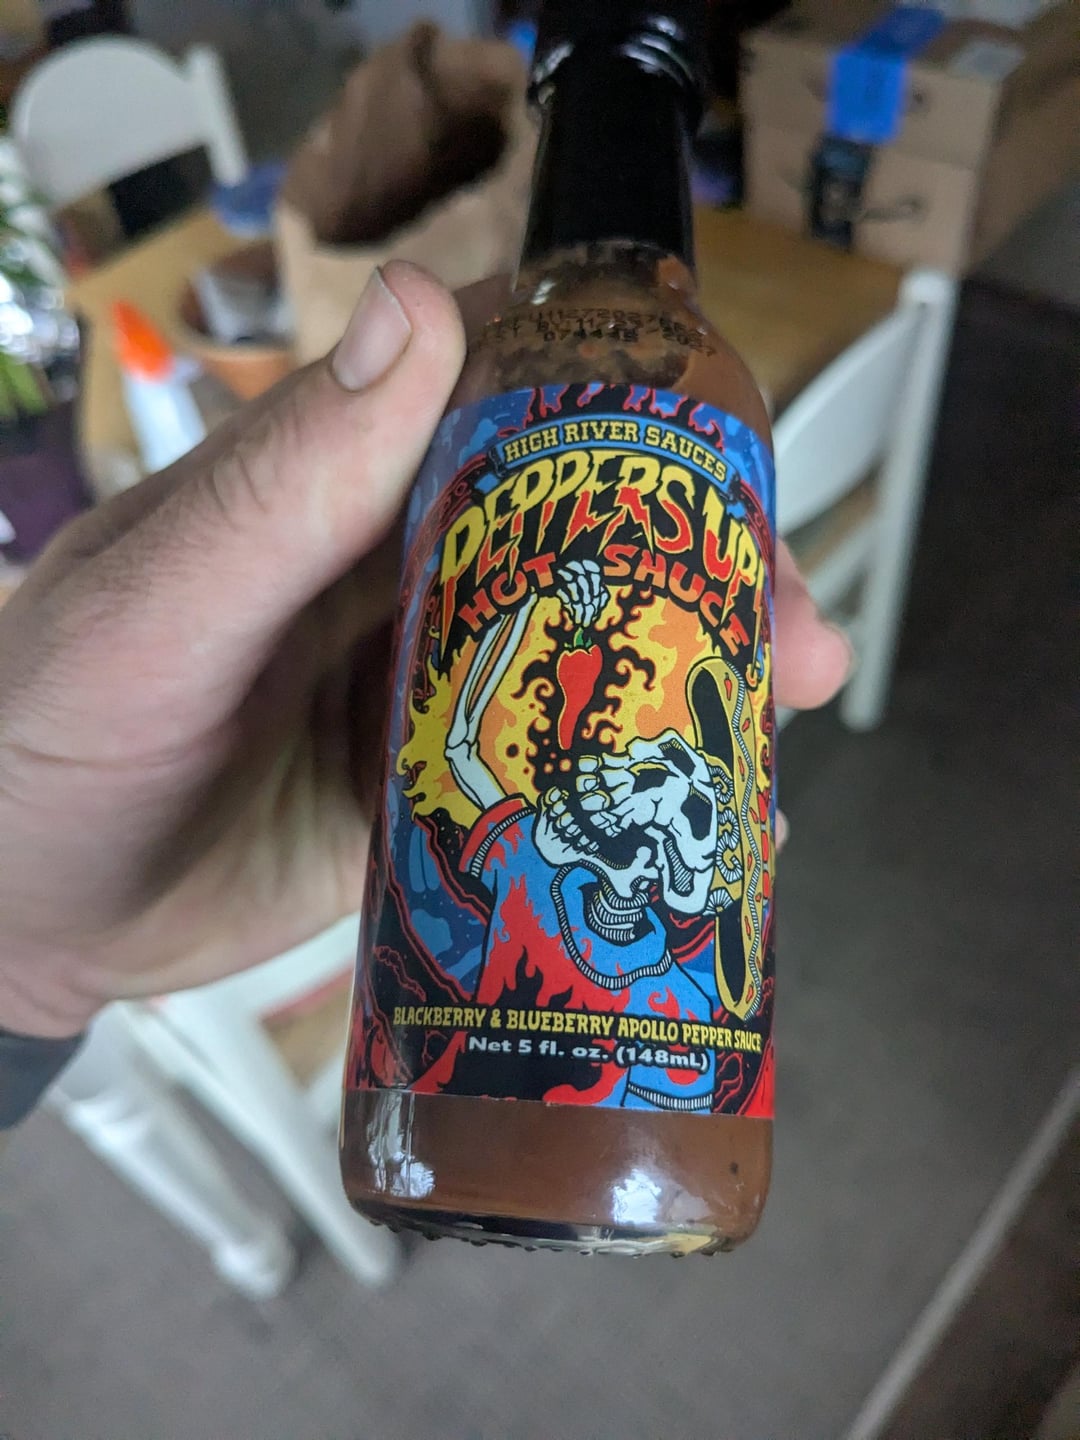 HIGH RIVER SAUCES
PEPPERS UP!
HOT SAUCE
BLACKBERRY & BLUEBERRY APOLLO PEPPER SAUCE
Net 5 fl. oz. (148mL)